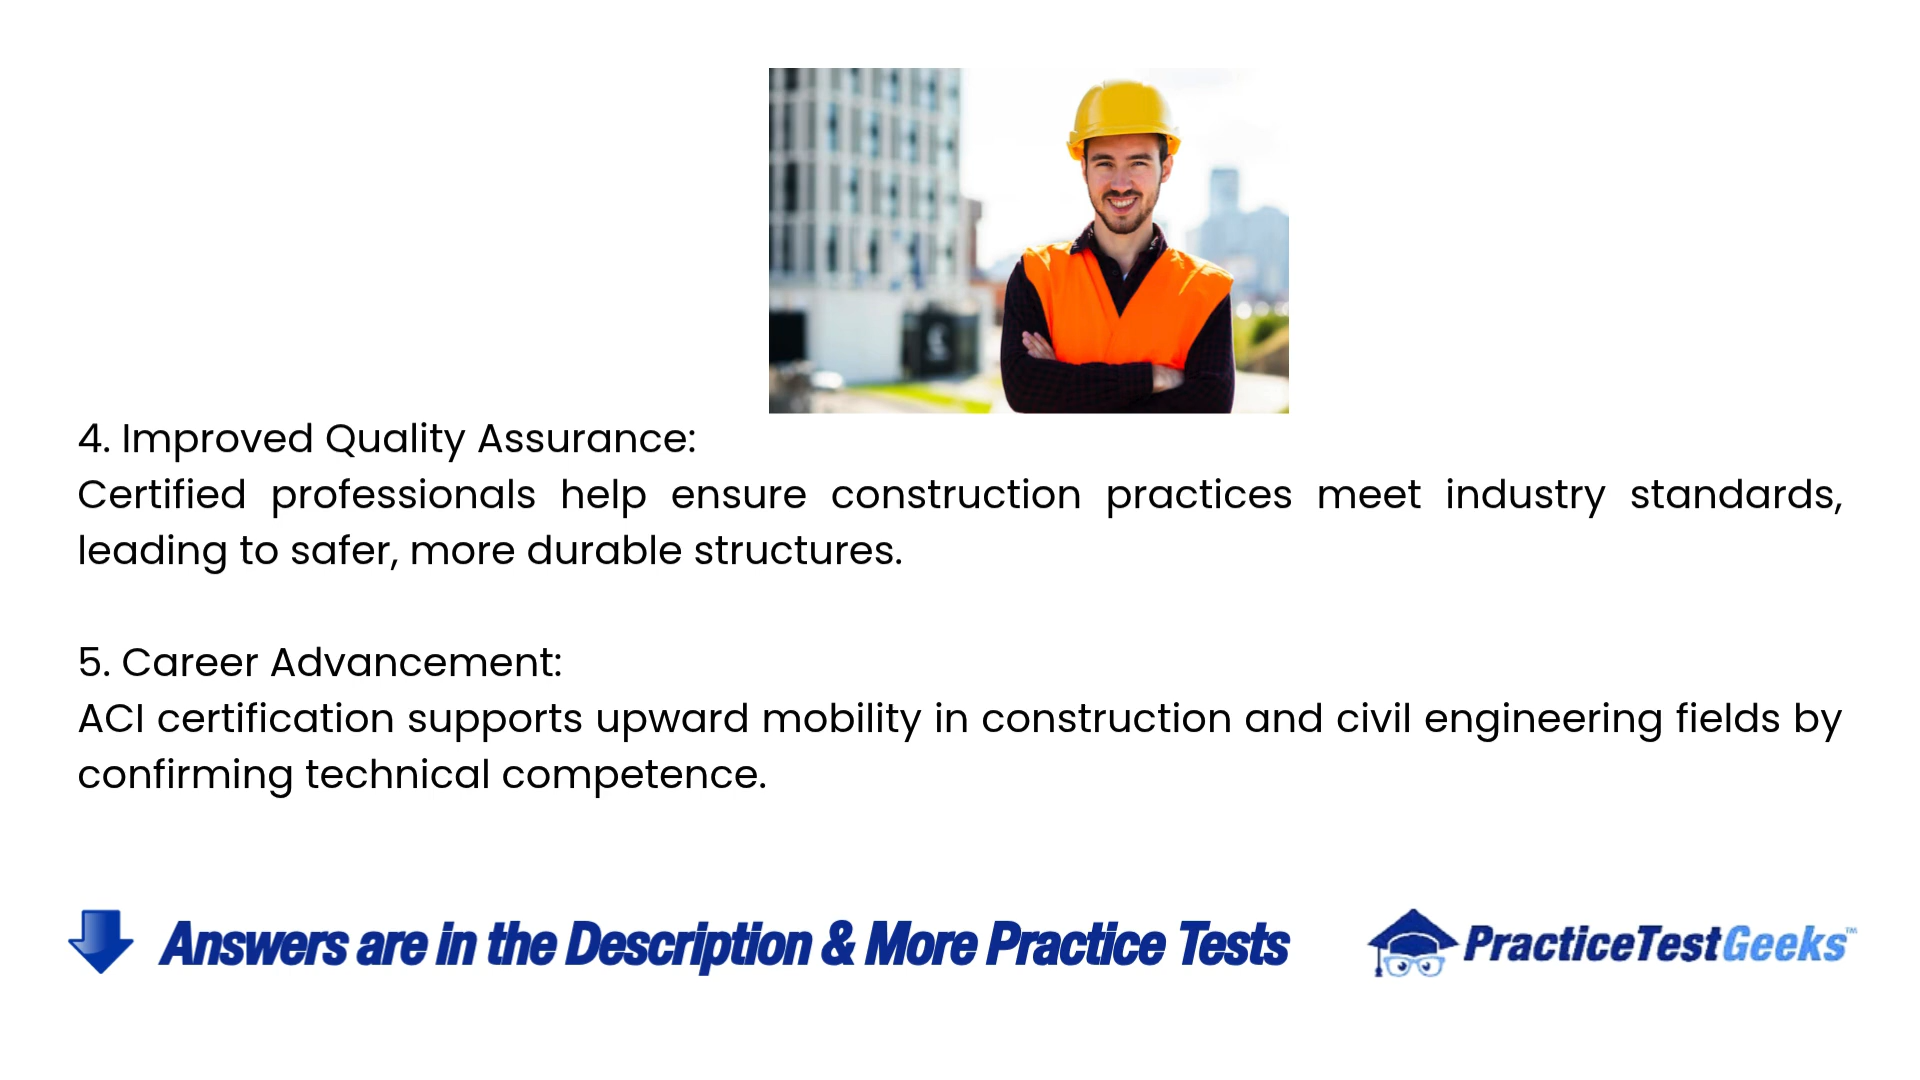 4. Improved Quality Assurance:
Certified professionals help ensure construction practices meet industry standards,
leading to safer, more durable structures.
5. Career Advancement:
ACI certification supports upward mobility in construction and civil engineering fields by
confirming technical competence.
Answers are in the Description & More Practice Tests
PracticeTestGeeks™